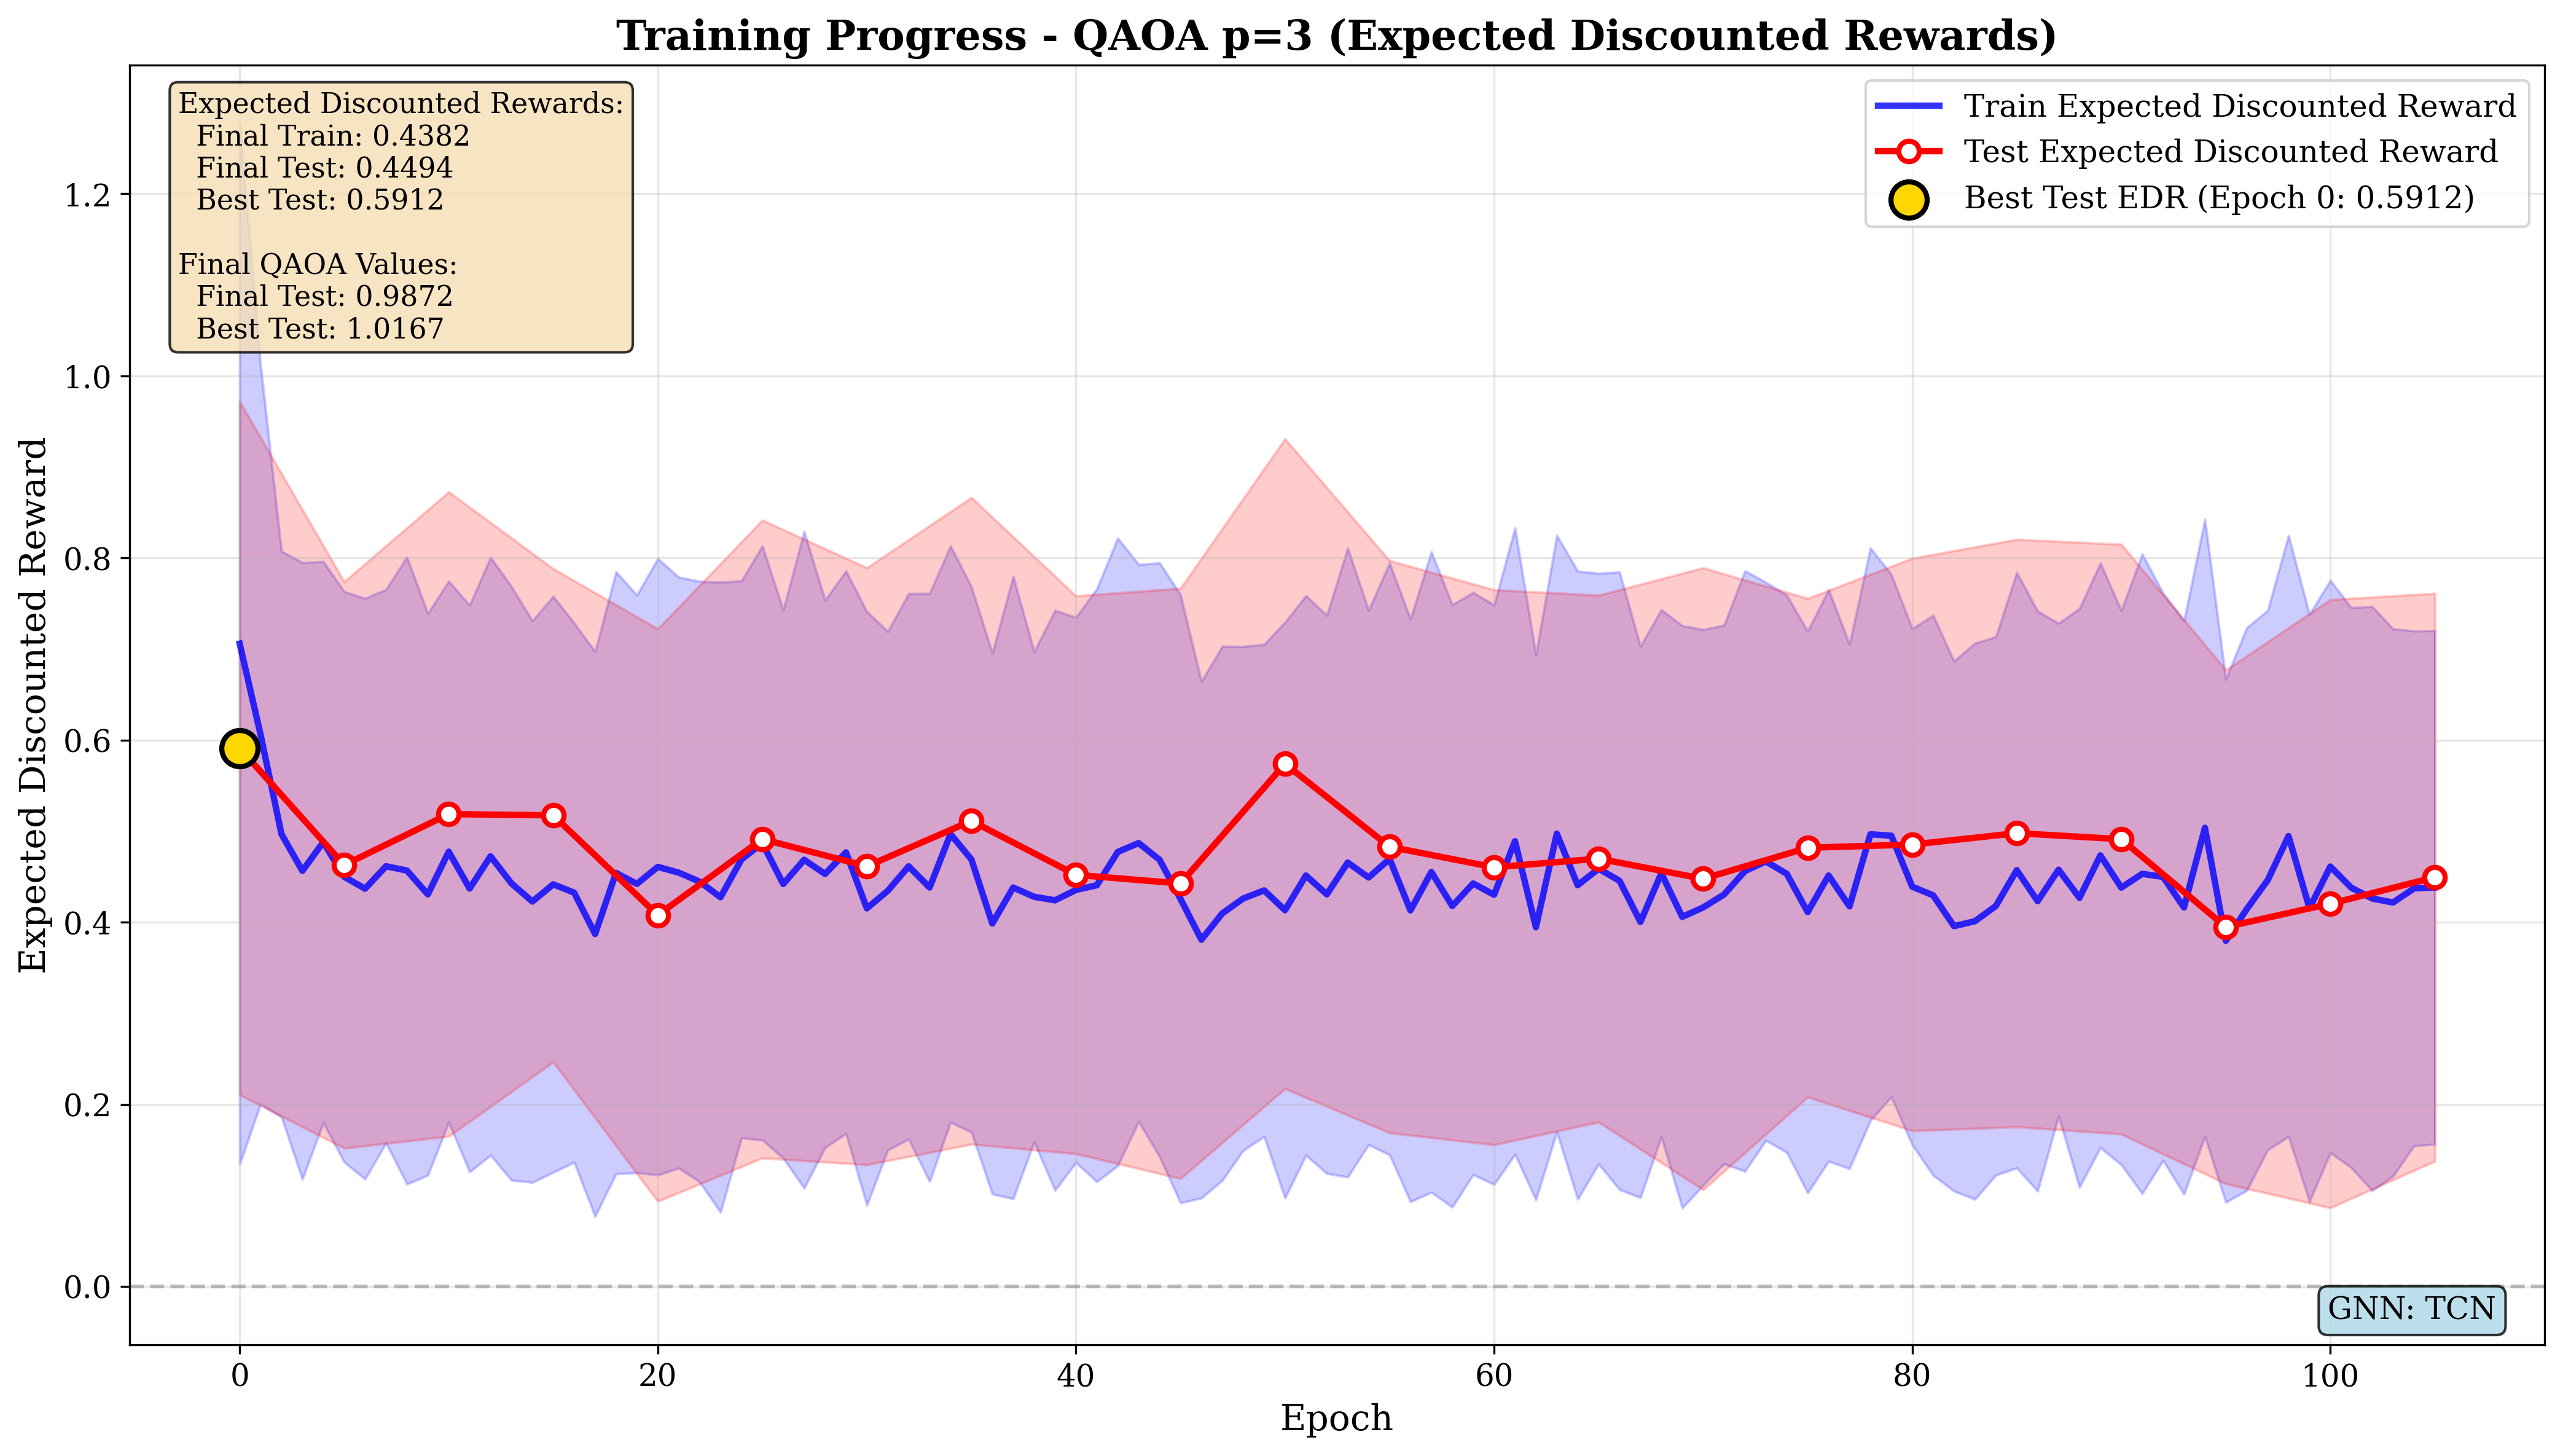 Training Progress - QAOA p=3 (Expected Discounted Rewards)
Expected Discounted Rewards:
Final Train: 0.4382
Final Test: 0.4494
Best Test: 0.5912
Final QAOA Values:
Final Test: 0.9872
Best Test: 1.0167
Train Expected Discounted Reward
Test Expected Discounted Reward
Best Test EDR (Epoch 0: 0.5912)
Expected Discounted Reward
1.2
1.0
0.8
0.6
0.4
0.2
0.0
GNN: TCN
0 20 40 60 80 100
Epoch